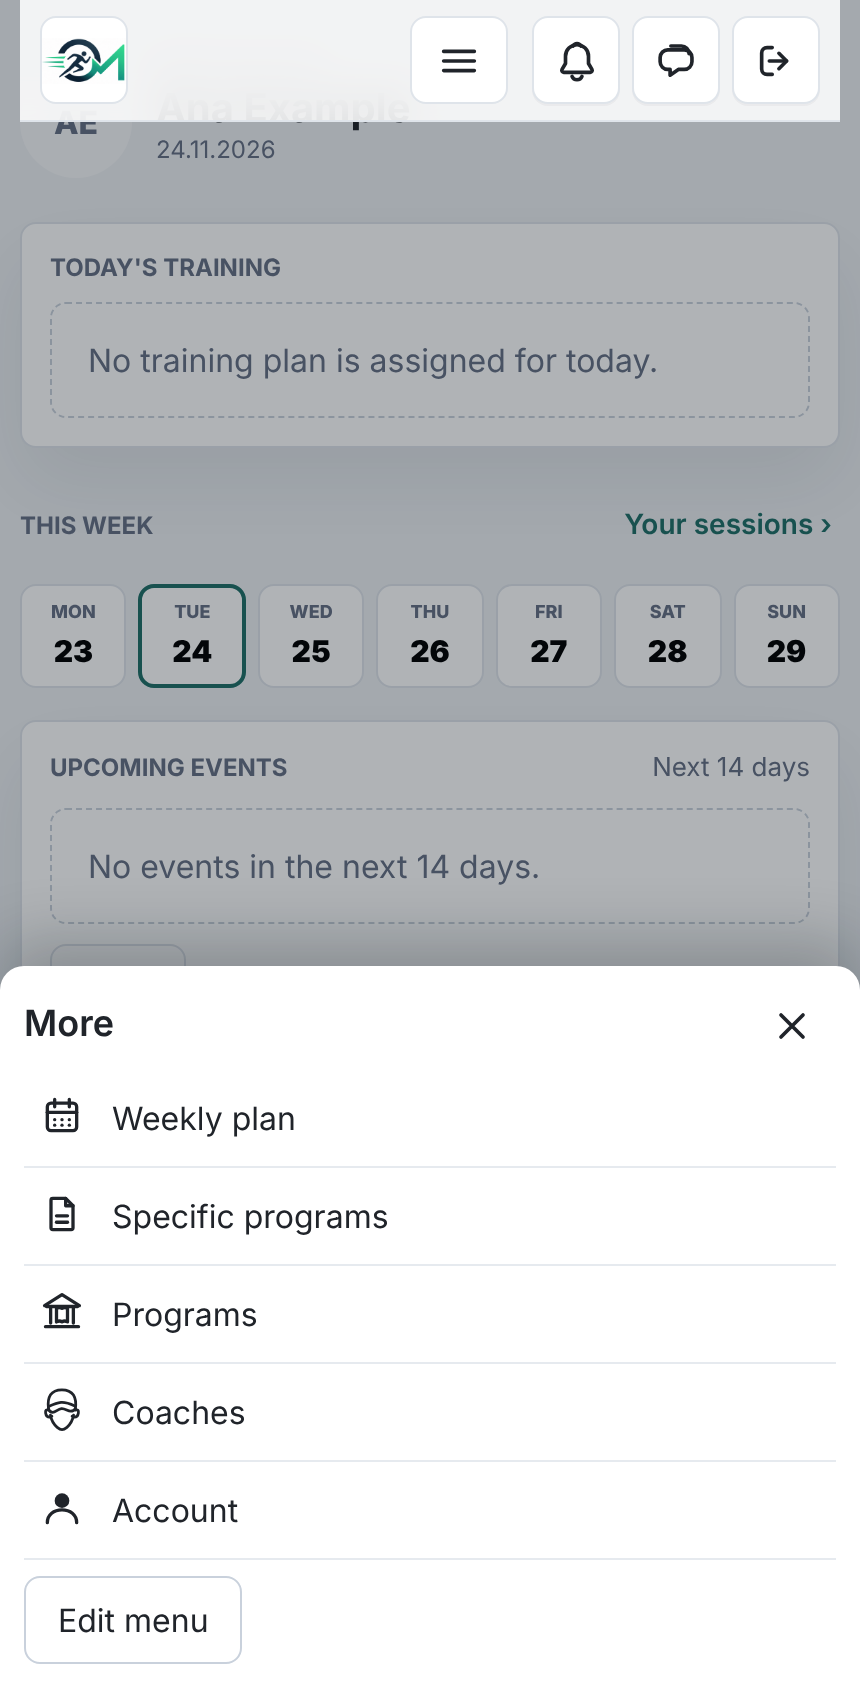 Ana Example
AE
24.11.2026
TODAY'S TRAINING
No training plan is assigned for today.
THIS WEEK
Your sessions ›
MON TUE WED THU FRI SAT SUN
23 24 25 26 27 28 29
UPCOMING EVENTS
Next 14 days
No events in the next 14 days.
More
Weekly plan
Specific programs
Programs
Coaches
Account
Edit menu